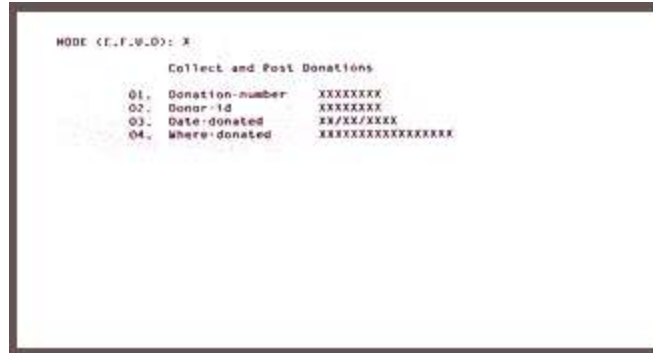 MODE (E.F.V.D): X
Collect and Post Donations
01. Donation-number XXXXXXXX
02. Donor-id XXXXXXXX
03. Date-donated XX/XX/XXXX
04. Where-donated XXXXXXXXXXXXXXXXX